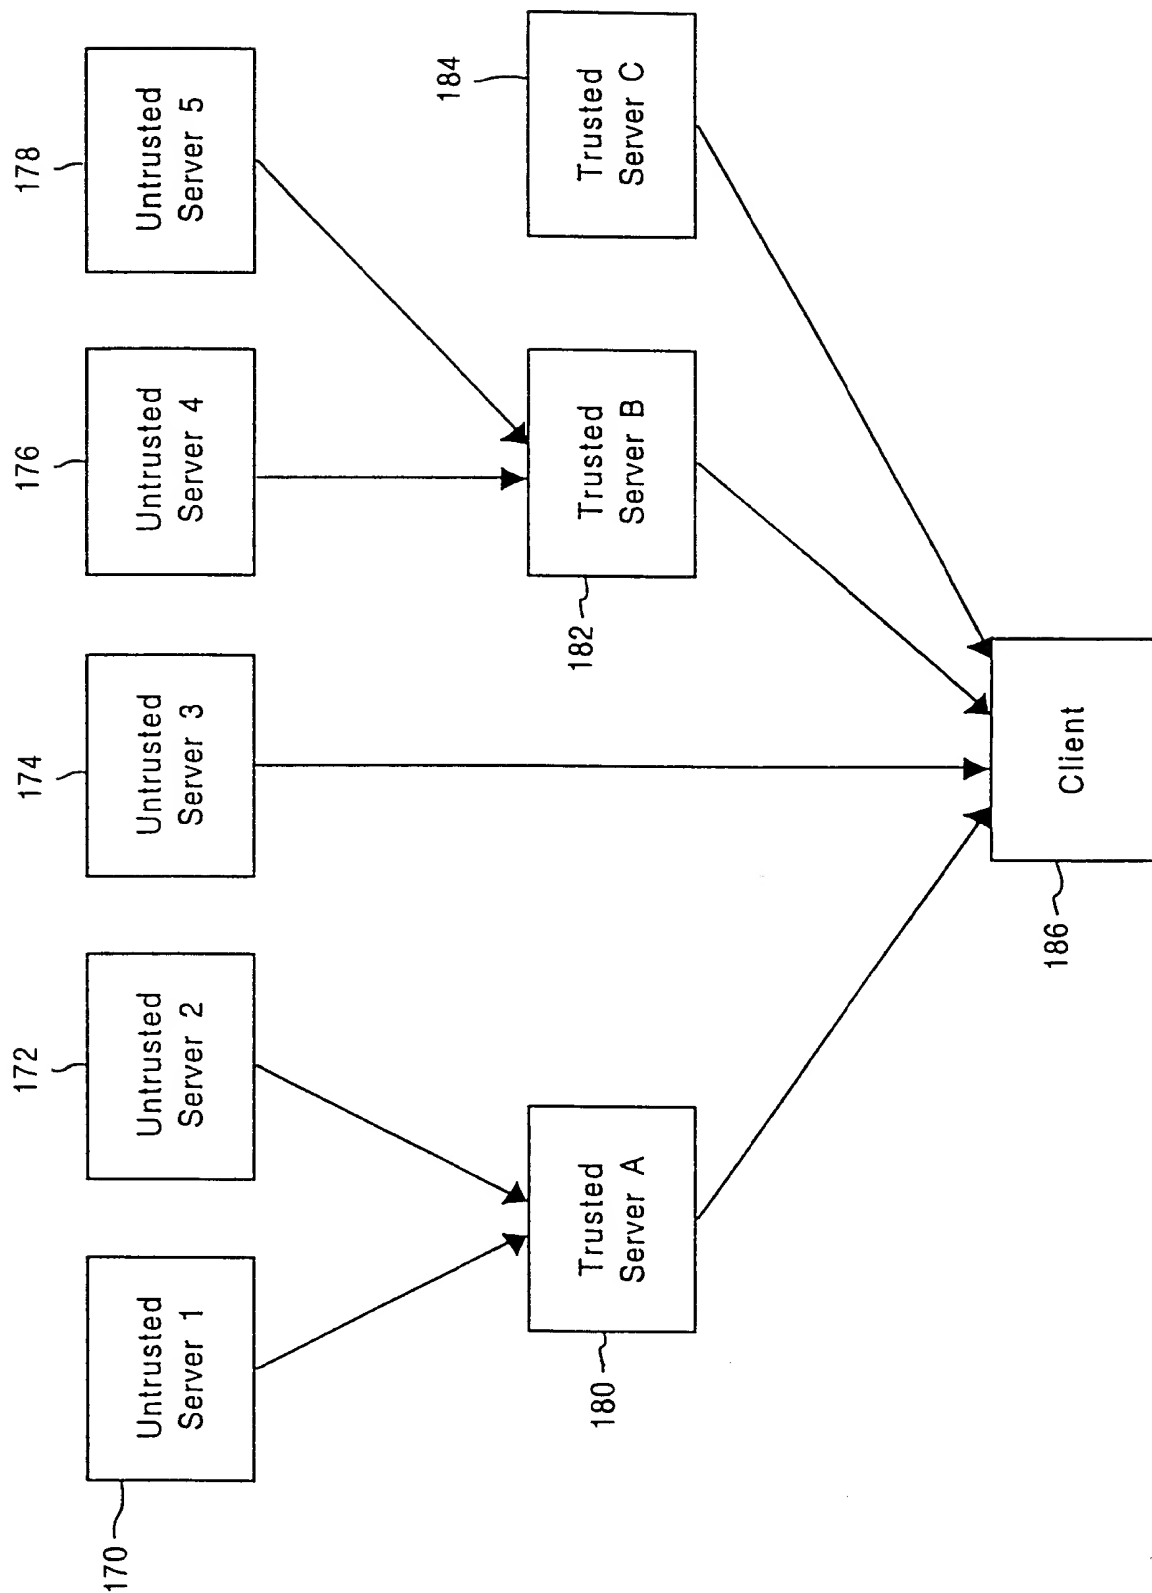 170
Untrusted
Server 1
172
Untrusted
Server 2
174
Untrusted
Server 3
176
Untrusted
Server 4
178
Untrusted
Server 5
180
Trusted
Server A
182
Trusted
Server B
184
Trusted
Server C
186
Client